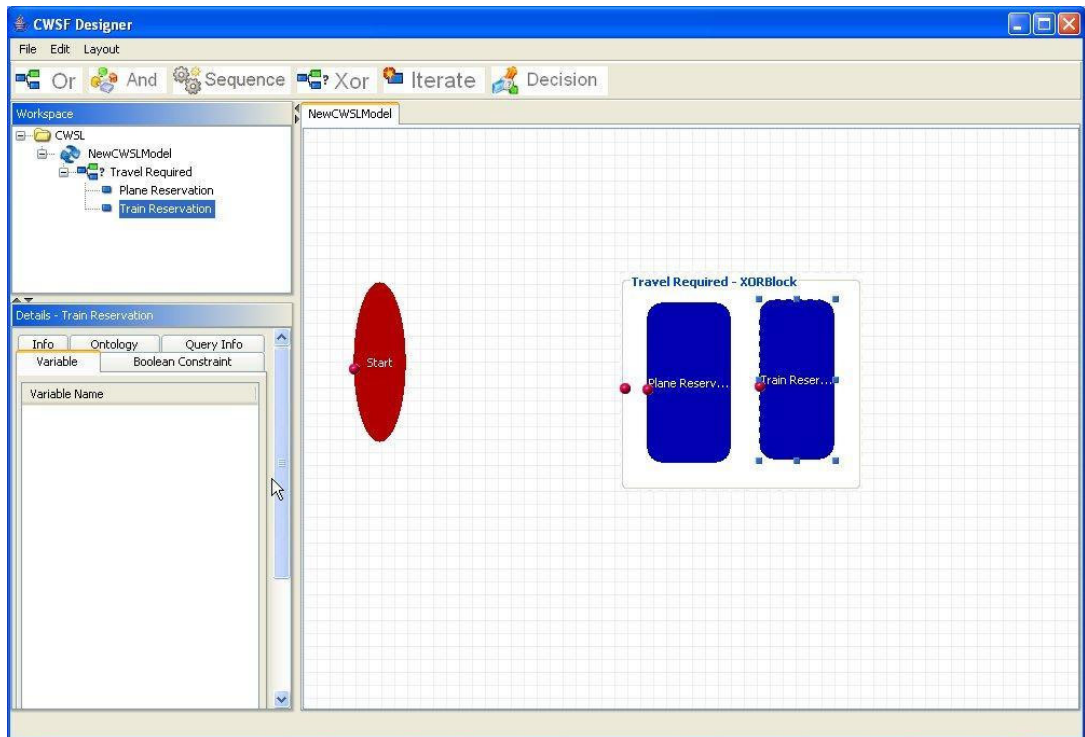 CWSF Designer
File Edit Layout
Or And Sequence ? Xor Iterate Decision
Workspace
CWSL
NewCWSLModel
? Travel Required
Plane Reservation
Train Reservation
Details - Train Reservation
Info Ontology Query Info
Variable Boolean Constraint
Variable Name
NewCWSLModel
Start
Travel Required - XORBlock
Plane Reserv...
Train Reser...